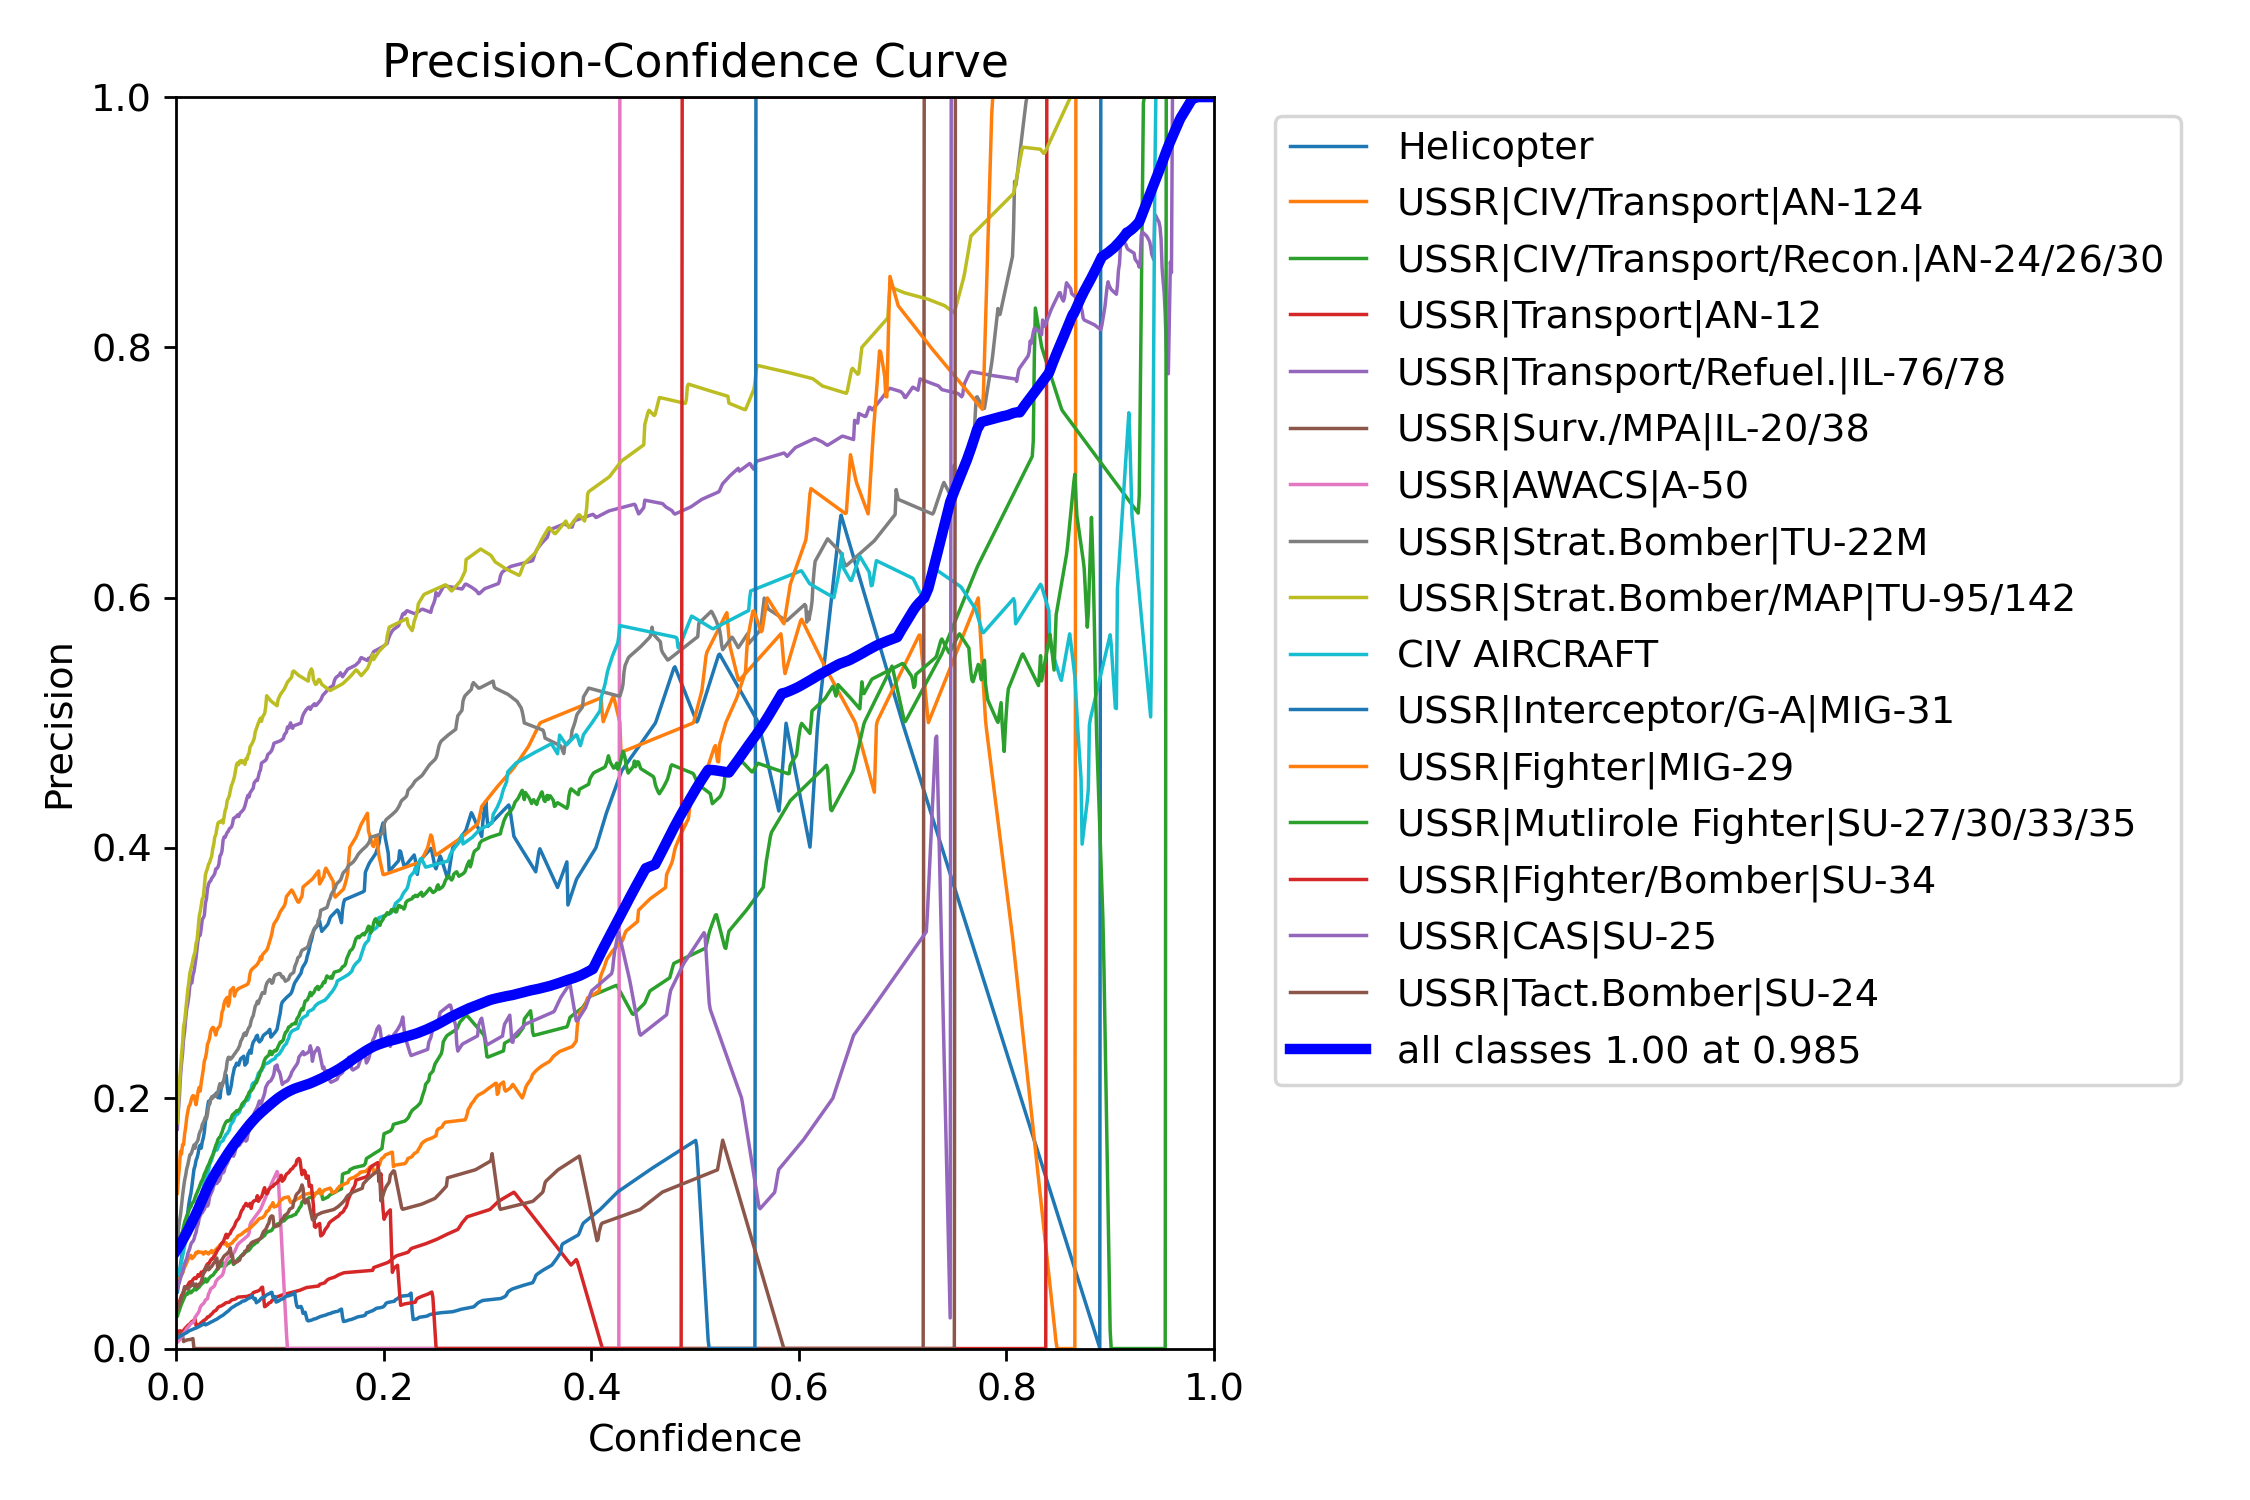 Precision-Confidence Curve
1.0
0.8
0.6
0.4
0.2
0.0
Precision
0.0 0.2 0.4 0.6 0.8 1.0
Confidence
Helicopter
USSR|CIV/Transport|AN-124
USSR|CIV/Transport/Recon.|AN-24/26/30
USSR|Transport|AN-12
USSR|Transport/Refuel.|IL-76/78
USSR|Surv./MPA|IL-20/38
USSR|AWACS|A-50
USSR|Strat.Bomber|TU-22M
USSR|Strat.Bomber/MAP|TU-95/142
CIV AIRCRAFT
USSR|Interceptor/G-A|MIG-31
USSR|Fighter|MIG-29
USSR|Mutlirole Fighter|SU-27/30/33/35
USSR|Fighter/Bomber|SU-34
USSR|CAS|SU-25
USSR|Tact.Bomber|SU-24
all classes 1.00 at 0.985